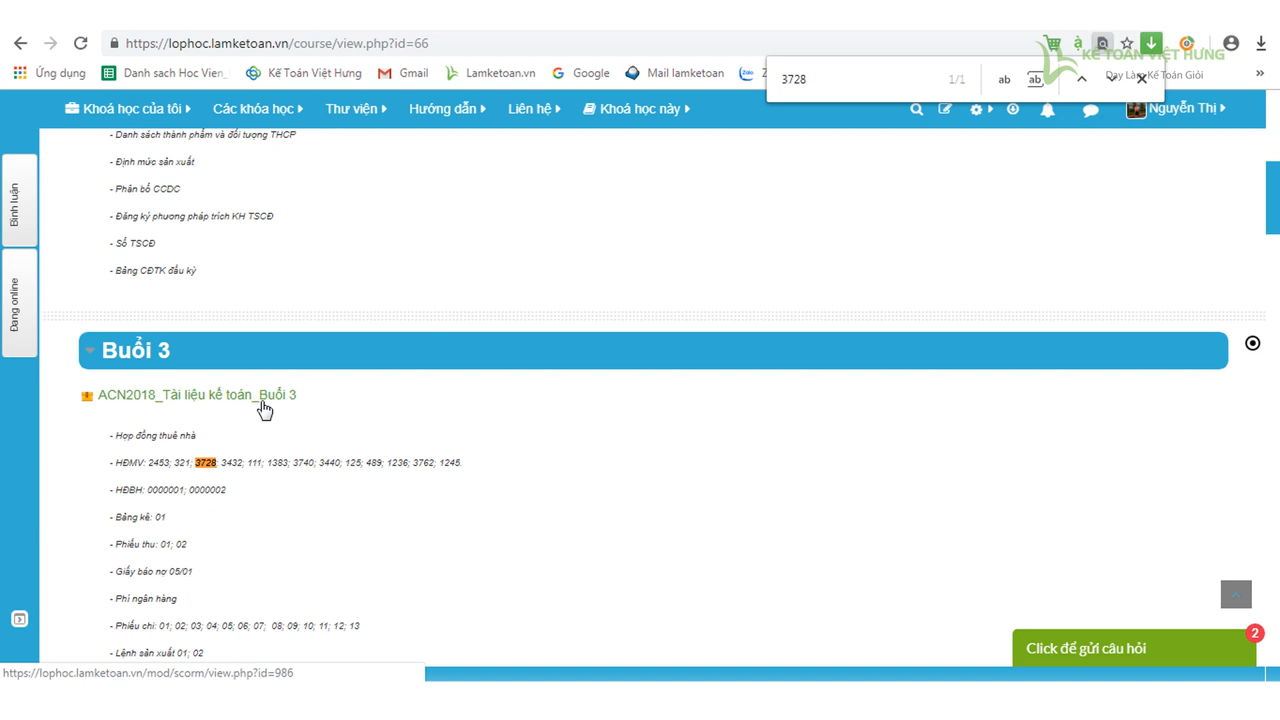 https://lophoc.lamketoan.vn/course/view.php?id=66
KẾ TOÁN VIỆT HƯNG
Dạy Làm Kế Toán Giỏi
Ứng dụng
Danh sach Hoc Vien_
Kế Toán Việt Hưng
Gmail
Lamketoan.vn
Google
Mail lamketoan
Zalo
3728
1/1
ab
ab
»
Khoá học của tôi
Các khóa học
Thư viện
Hướng dẫn
Liên hệ
Khoá học này
Nguyễn Thị
Bình luận
Đang online
- Danh sách thành phẩm và đối tượng THCP
- Định mức sản xuất
- Phân bổ CCDC
- Đăng ký phương pháp trích KH TSCĐ
- Sổ TSCĐ
- Bảng CĐTK đầu kỳ
Buổi 3
ACN2018_Tài liệu kế toán_Buổi 3
- Hợp đồng thuê nhà
- HĐMV: 2453; 321; 3728; 3432; 111; 1383; 3740; 3440; 125; 489; 1236; 3762; 1245.
- HĐBH: 0000001; 0000002
- Bảng kê: 01
- Phiếu thu: 01; 02
- Giấy báo nợ 05/01
- Phí ngân hàng
- Phiếu chi: 01; 02; 03; 04; 05; 06; 07; 08; 09; 10; 11; 12; 13
- Lệnh sản xuất 01; 02
2
Click để gửi câu hỏi
https://lophoc.lamketoan.vn/mod/scorm/view.php?id=986